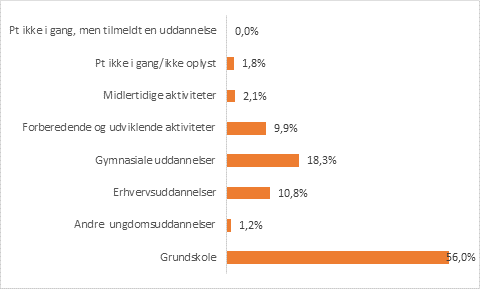 Pt ikke i gang, men tilmeldt en uddannelse 0,0%
Pt ikke i gang/ikke oplyst 1,8%
Midlertidige aktiviteter 2,1%
Forberedende og udviklende aktiviteter 9,9%
Gymnasiale uddannelser 18,3%
Erhvervsuddannelser 10,8%
Andre ungdomsuddannelser 1,2%
Grundskole 56,0%